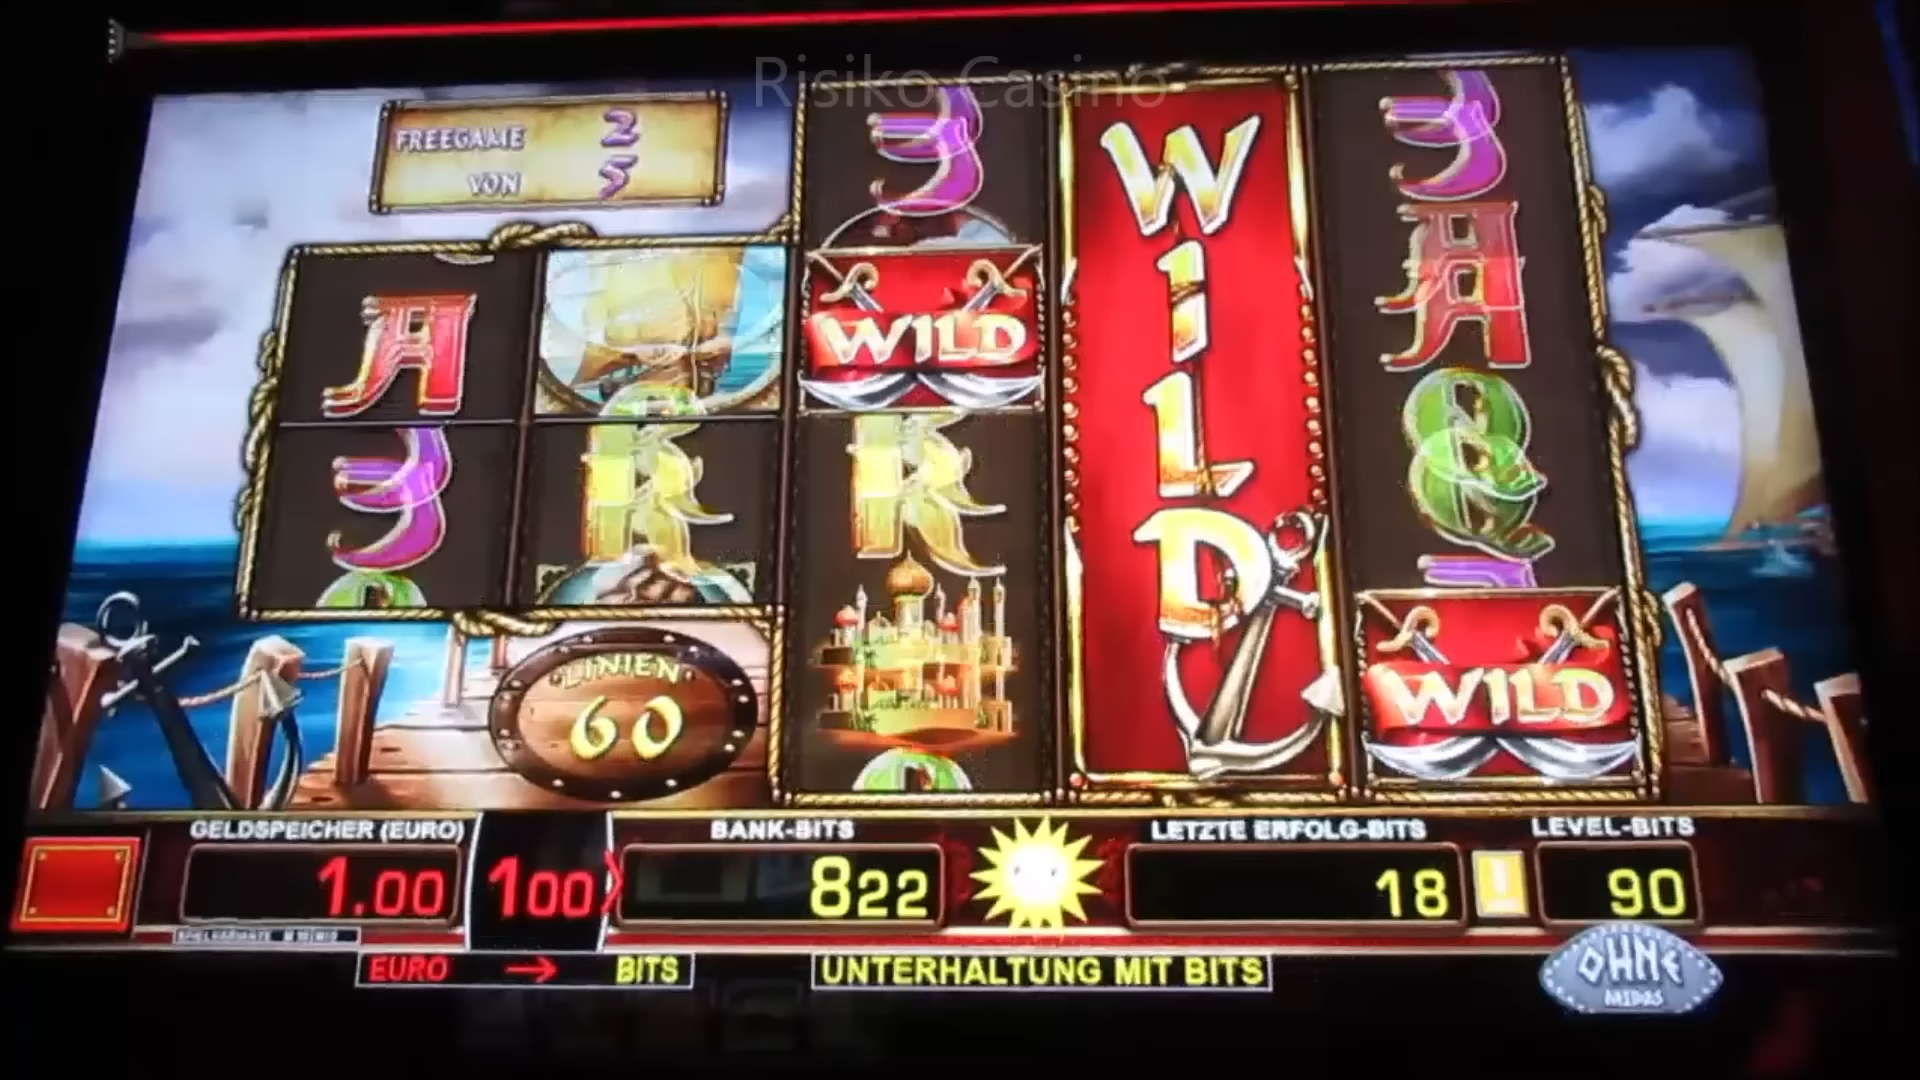 Risiko Casino
FREEGAME 2
VON 5
WILD
WILD
A
J
K
K
J
J
A
Q
WILD
LINIEN
60
GELDSPEICHER (EURO)
BANK-BITS
LETZTE ERFOLG-BITS
LEVEL-BITS
1.00
100
822
18
90
EURO → BITS
UNTERHALTUNG MIT BITS
OHNE
MIDAS